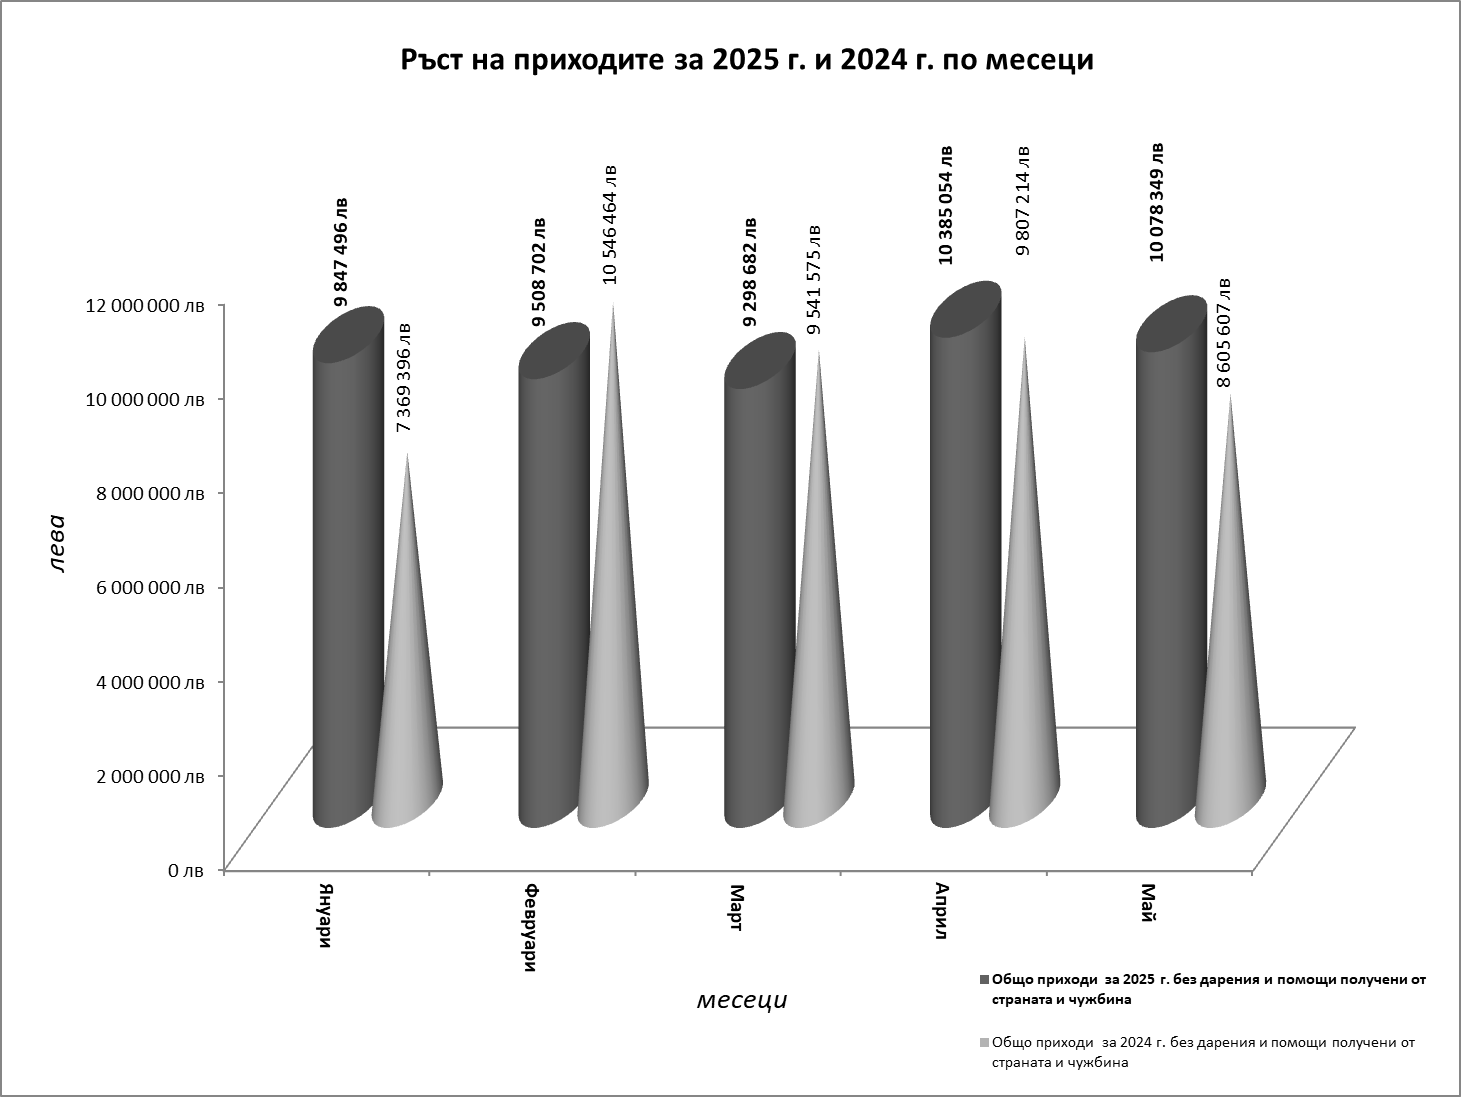 Ръст на приходите за 2025 г. и 2024 г. по месеци
9 847 496 лв
7 369 396 лв
9 508 702 лв
10 546 464 лв
9 298 682 лв
9 541 575 лв
10 385 054 лв
9 807 214 лв
10 078 349 лв
8 605 607 лв
12 000 000 лв
10 000 000 лв
8 000 000 лв
6 000 000 лв
4 000 000 лв
2 000 000 лв
0 лв
лева
Януари
Февруари
Март
Април
Май
месеци
Общо приходи за 2025 г. без дарения и помощи получени от
страната и чужбина
Общо приходи за 2024 г. без дарения и помощи получени от
страната и чужбина